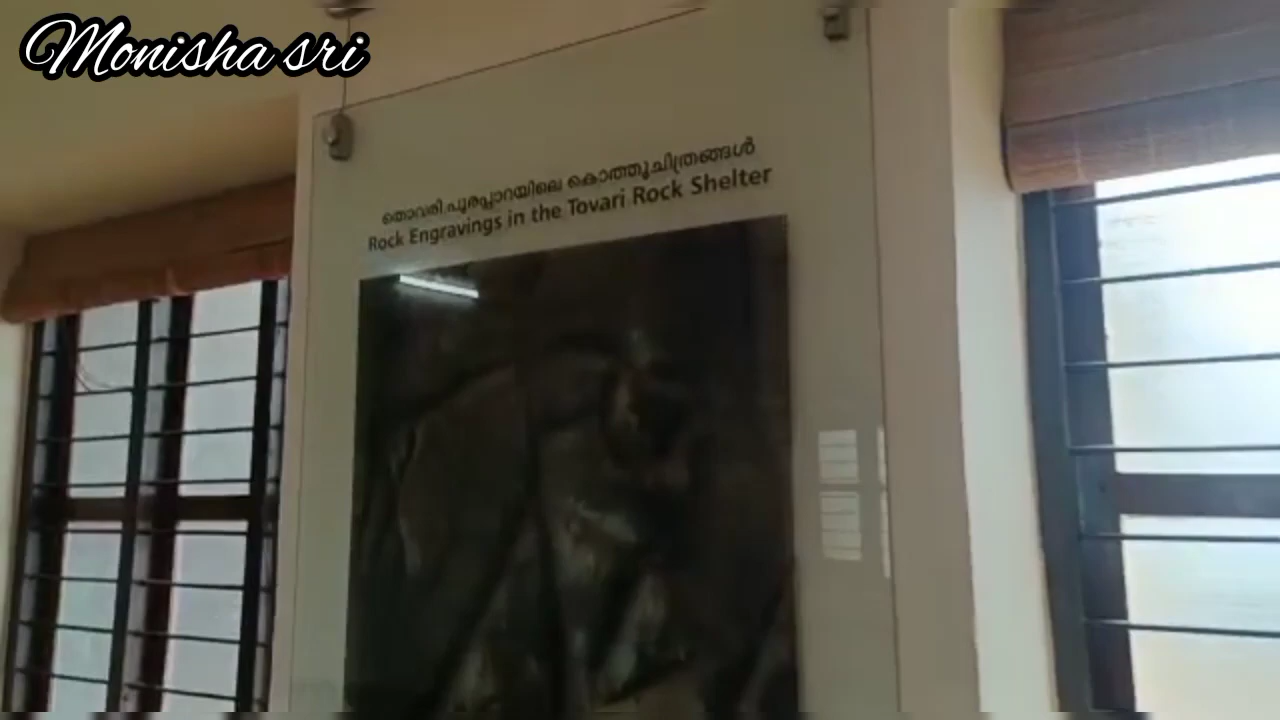 Monisha sri
തൊവരി പുരപ്പാറയിലെ കൊത്തുചിത്രങ്ങൾ
Rock Engravings in the Tovari Rock Shelter